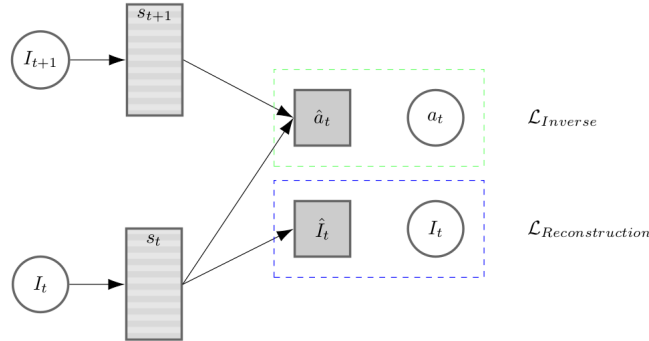 s_{t+1}
I_{t+1}
â_t
a_t
ℒ_{Inverse}
s_t
Î_t
I_t
ℒ_{Reconstruction}
I_t